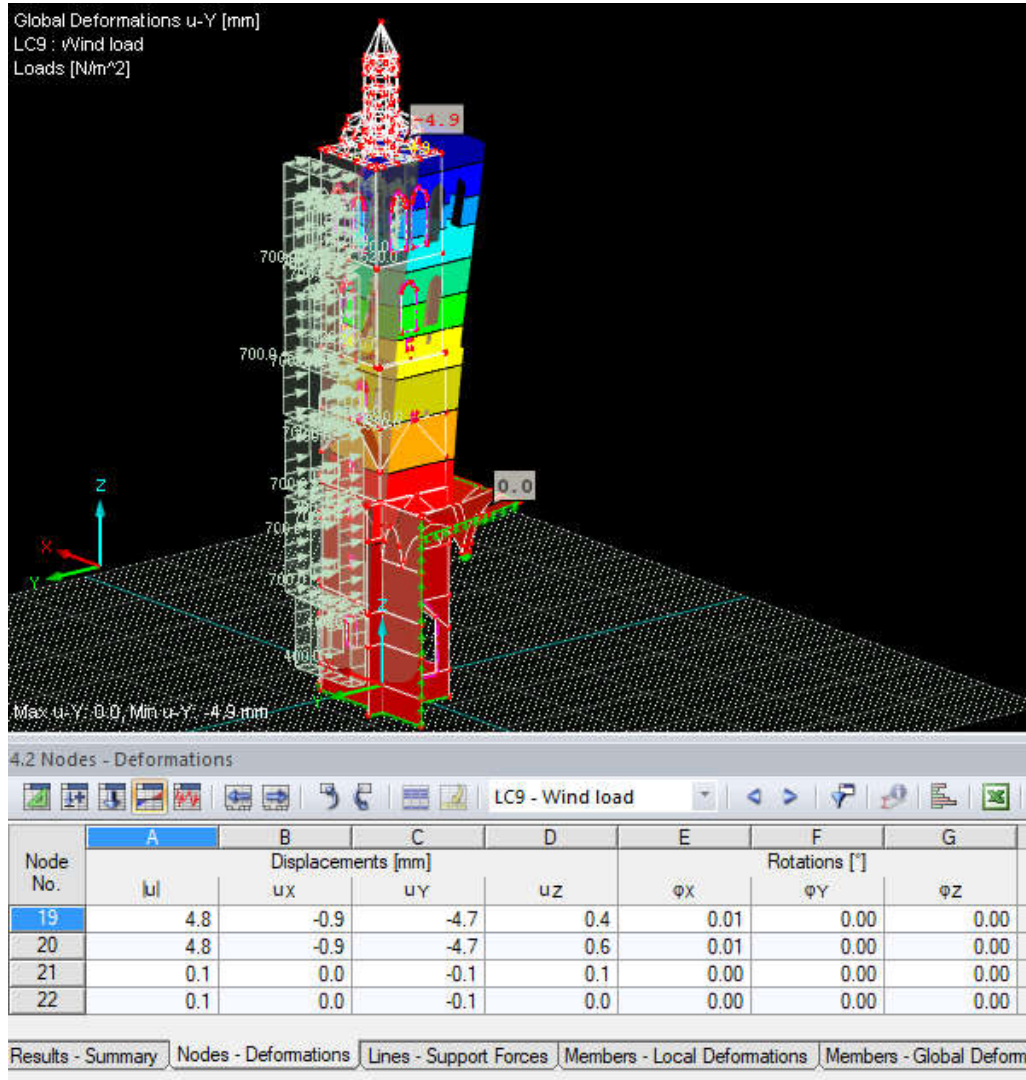 Global Deformations u-Y [mm]
LC9 : Wind load
Loads [N/m^2]
-4.9
700.0
700.0
0.0
Z
X
Y
Z
Y
Max u-Y: 0.0, Min u-Y: -4.9 mm
4.2 Nodes - Deformations
LC9 - Wind load
A B C D E F G
Node No. Displacements [mm] Rotations [°]
|u| uX uY uZ φX φY φZ
19 4.8 -0.9 -4.7 0.4 0.01 0.00 0.00
20 4.8 -0.9 -4.7 0.6 0.01 0.00 0.00
21 0.1 0.0 -0.1 0.1 0.00 0.00 0.00
22 0.1 0.0 -0.1 0.0 0.00 0.00 0.00
Results - Summary Nodes - Deformations Lines - Support Forces Members - Local Deformations Members - Global Deform